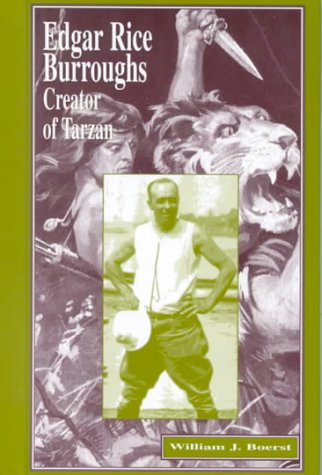 Edgar Rice
Burroughs
Creator
of Tarzan
William J. Boerst